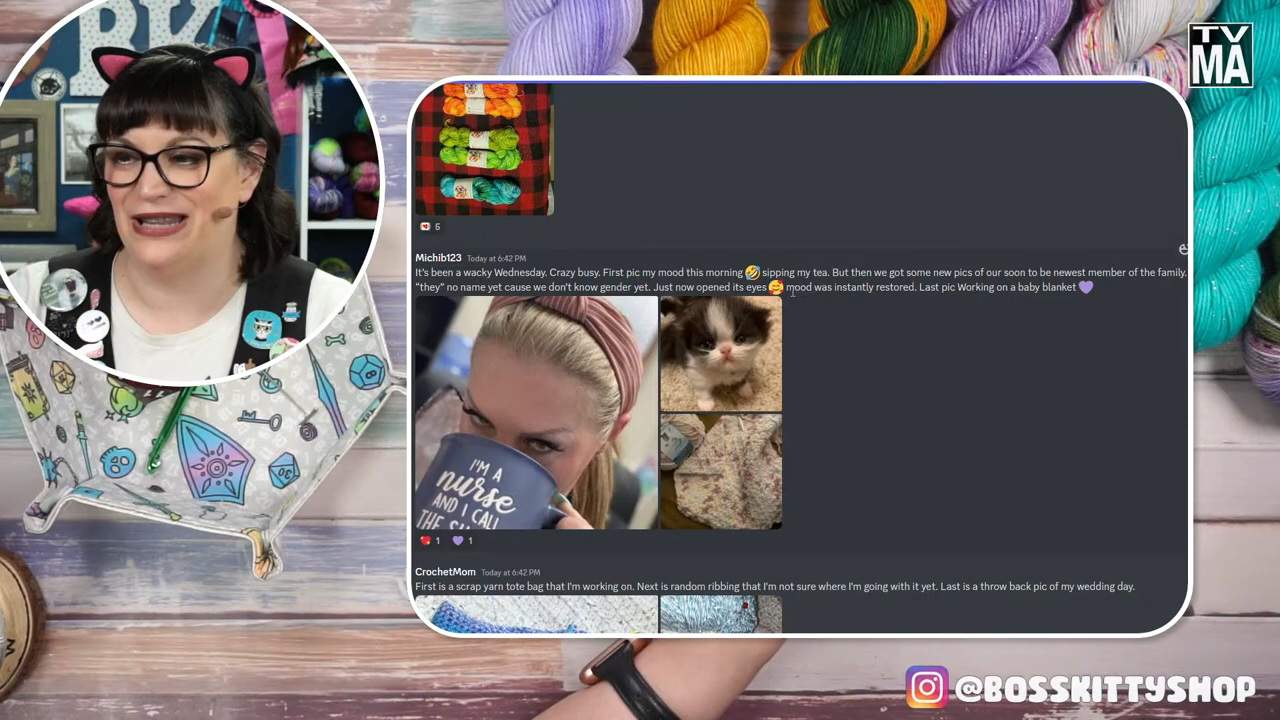 TV
MA
BK
5
Michib123 Today at 6:42 PM
It's been a wacky Wednesday. Crazy busy. First pic my mood this morning 🤣 sipping my tea. But then we got some new pics of our soon to be newest member of the family.
"they" no name yet cause we don't know gender yet. Just now opened its eyes 🥰 mood was instantly restored. Last pic Working on a baby blanket 💜
I'M A
nurse
AND I CALL
1 1
CrochetMom Today at 6:42 PM
First is a scrap yarn tote bag that I'm working on. Next is random ribbing that I'm not sure where I'm going with it yet. Last is a throw back pic of my wedding day.
@BOSSKITTYSHOP